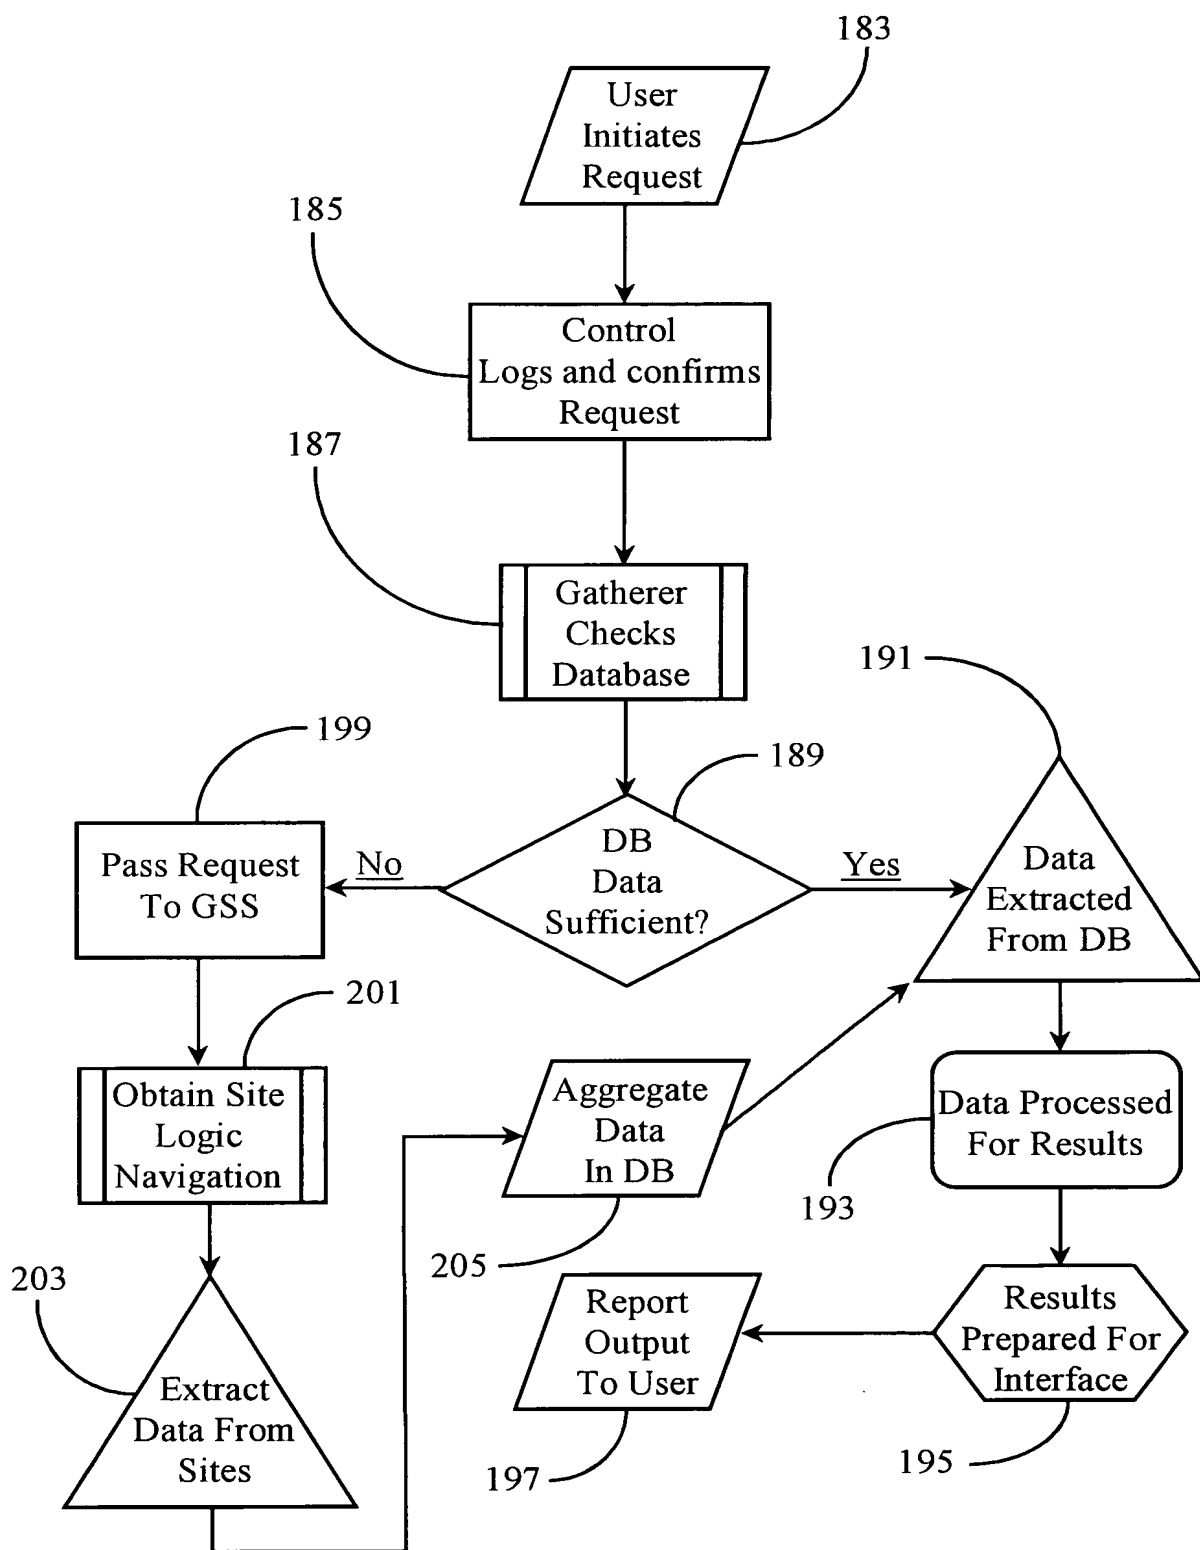 183
User
Initiates
Request
185
Control
Logs and confirms
Request
187
Gatherer
Checks
Database
191
199
189
Pass Request
To GSS
No
DB
Data
Sufficient?
Yes
Data
Extracted
From DB
201
Obtain Site
Logic
Navigation
Aggregate
Data
In DB
205
Data Processed
For Results
193
203
Extract
Data From
Sites
Report
Output
To User
197
Results
Prepared For
Interface
195